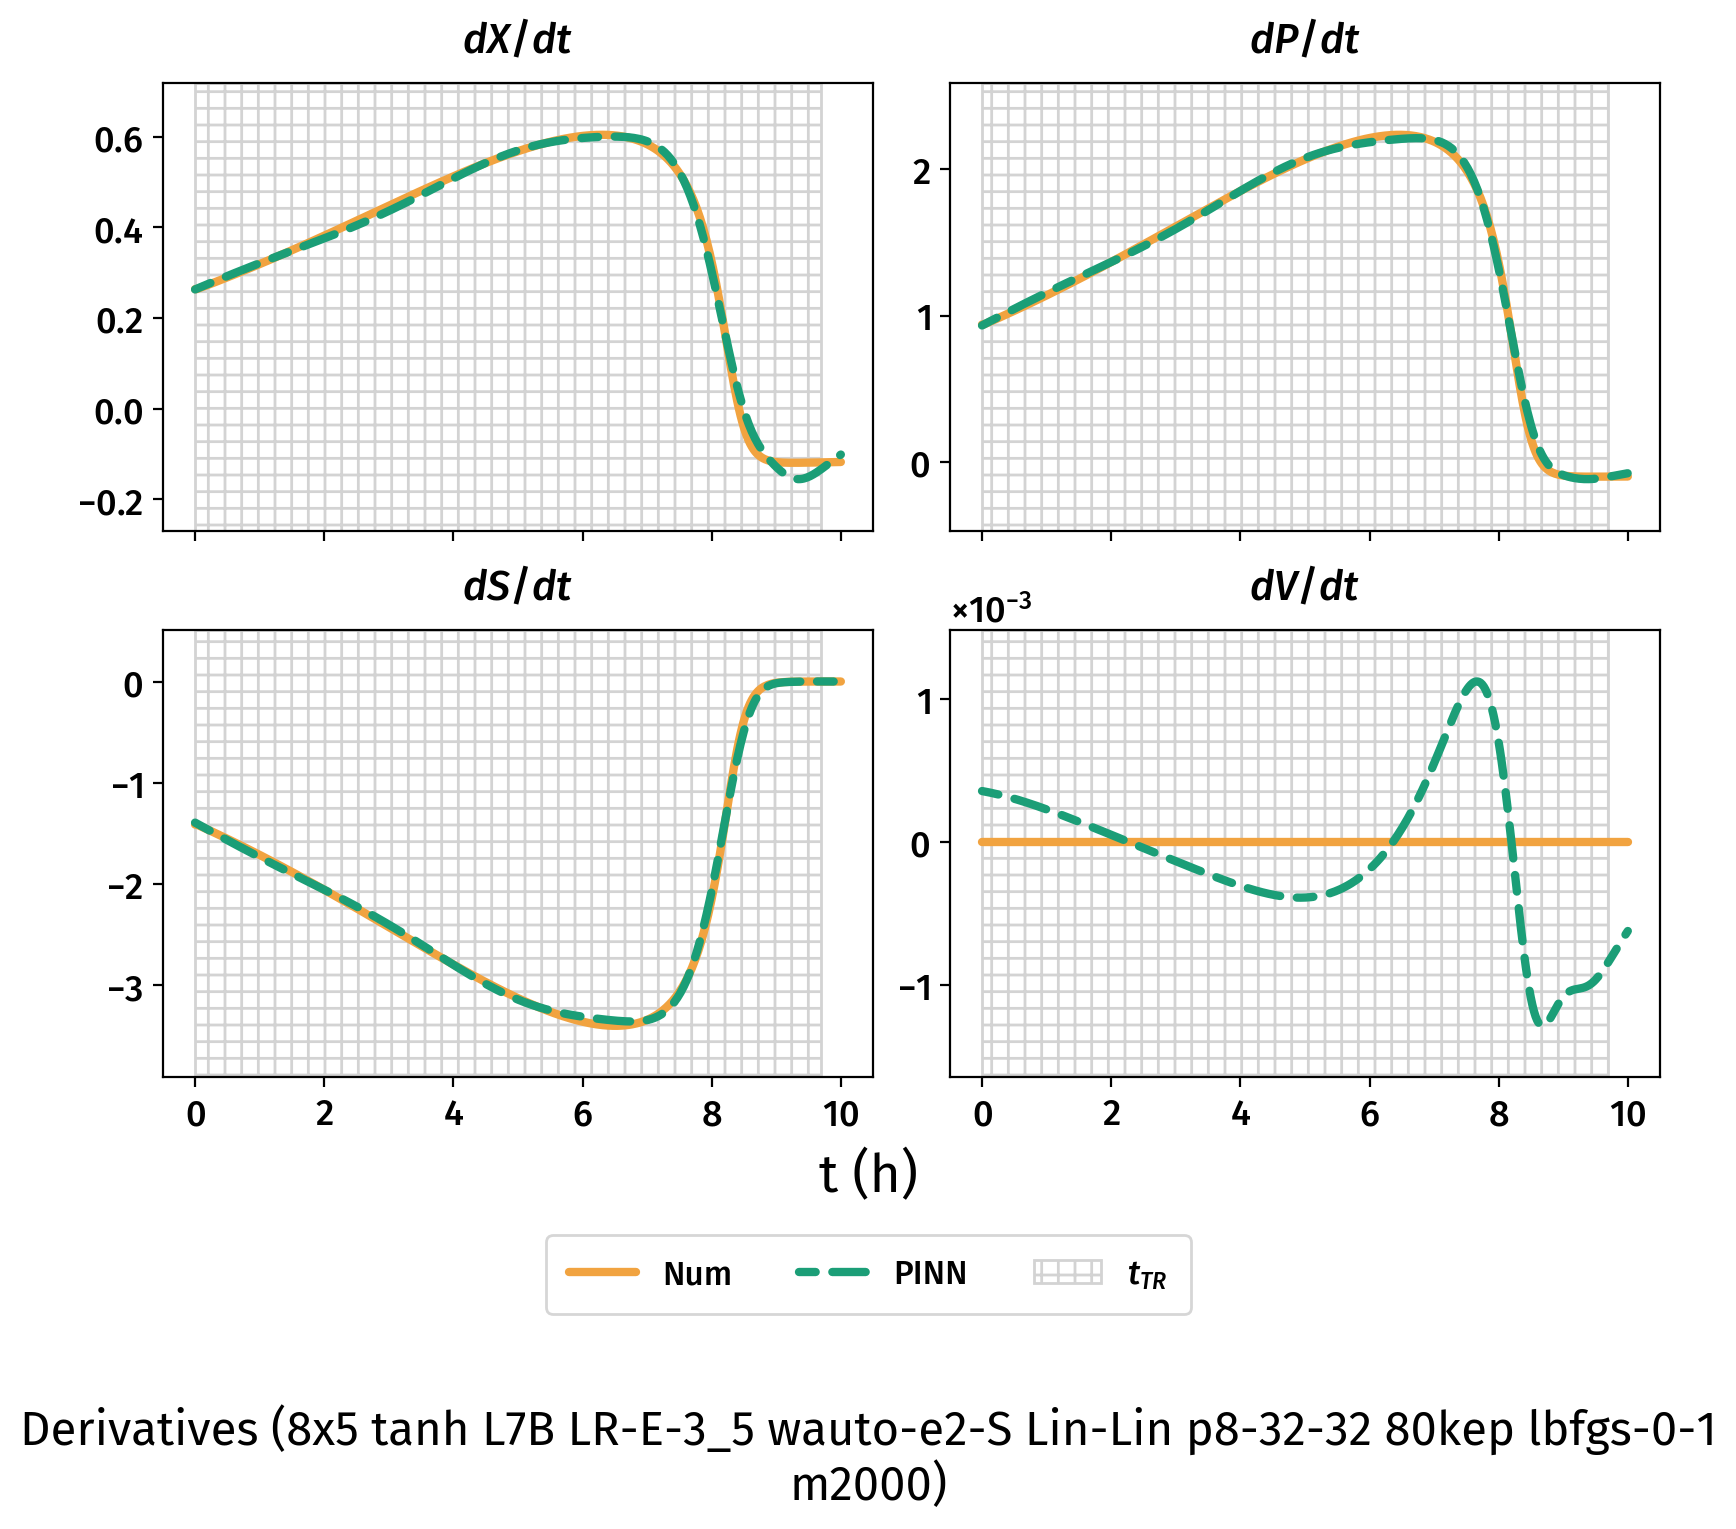 dX/dt
dP/dt
0.6
0.4
0.2
0.0
−0.2
2
1
0
dS/dt
dV/dt
×10⁻³
0
−1
−2
−3
1
0
−1
0 2 4 6 8 10
0 2 4 6 8 10
t (h)
Num PINN t_TR
Derivatives (8x5 tanh L7B LR-E-3_5 wauto-e2-S Lin-Lin p8-32-32 80kep lbfgs-0-1
m2000)